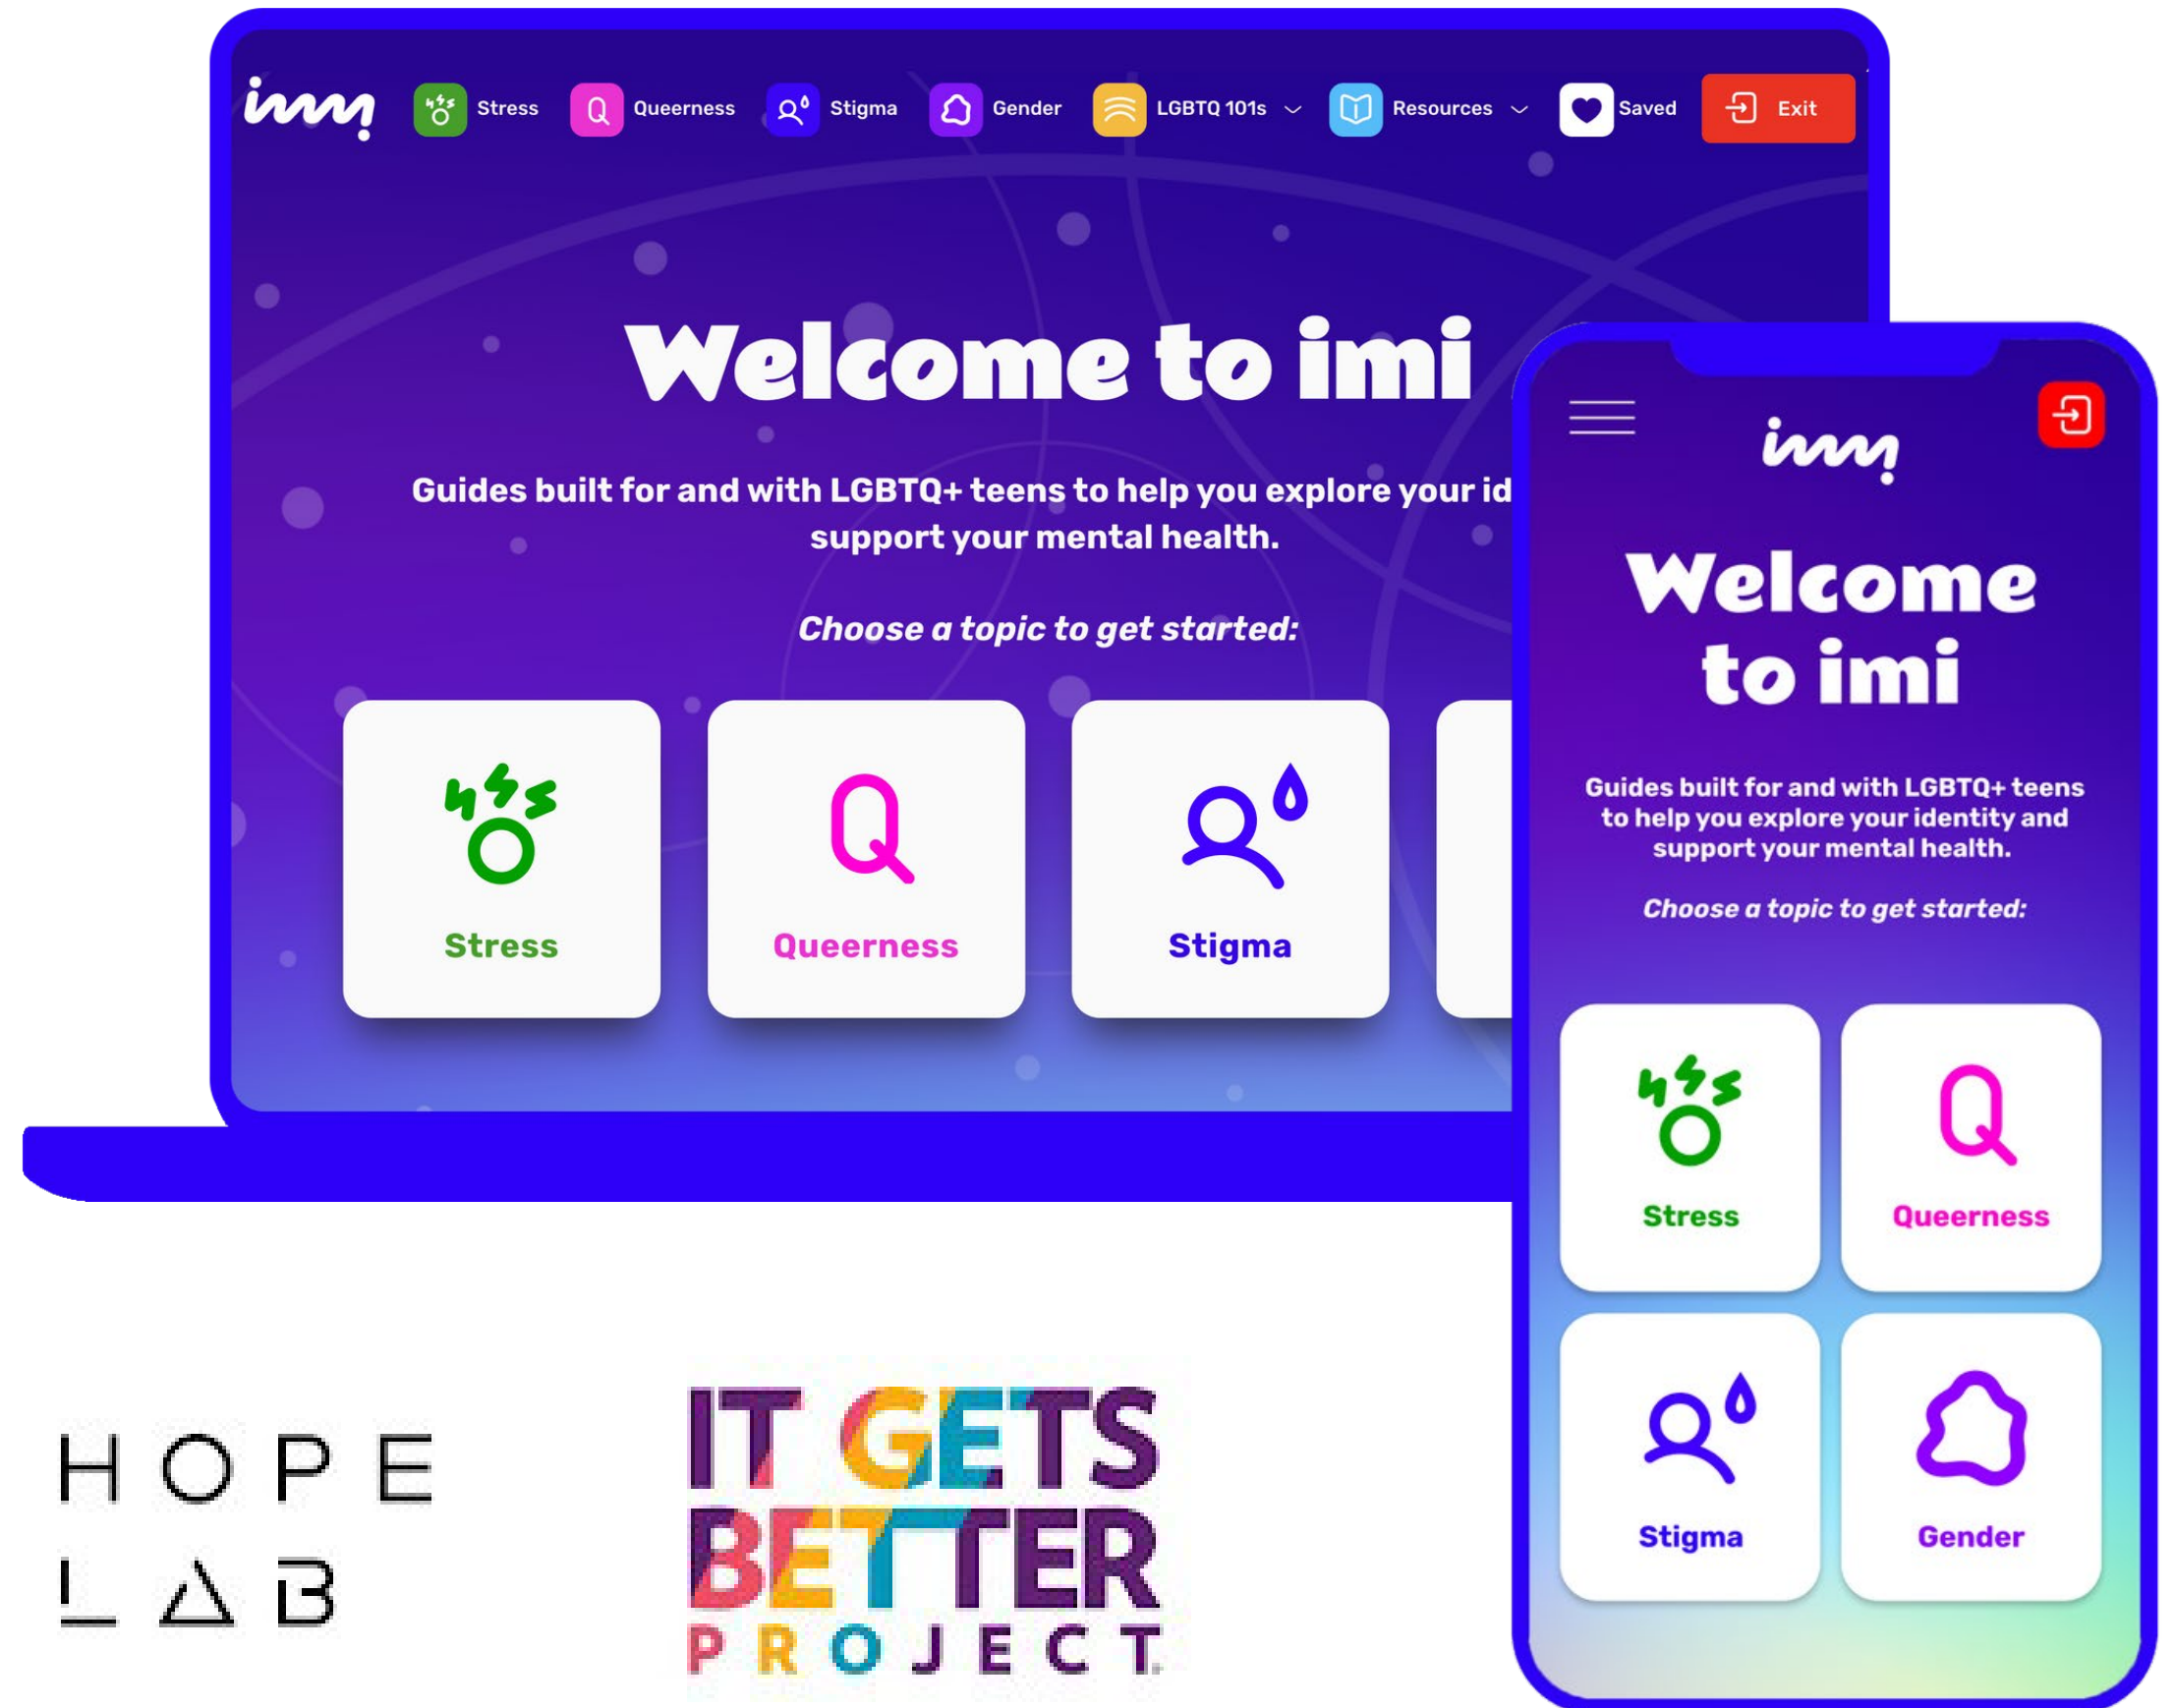 imi
Stress
Queerness
Stigma
Gender
LGBTQ 101s
Resources
Saved
Exit
Welcome to imi
Guides built for and with LGBTQ+ teens to help you explore your id
support your mental health.
Choose a topic to get started:
Stress
Queerness
Stigma
imi
Welcome
to imi
Guides built for and with LGBTQ+ teens
to help you explore your identity and
support your mental health.
Choose a topic to get started:
Stress
Queerness
Stigma
Gender
HOPE
LAB
IT GETS
BETTER
PROJECT